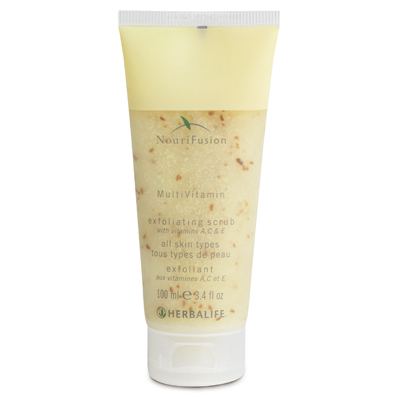 NouriFusion
MultiVitamin
exfoliating scrub
with vitamins A,C & E
all skin types
tous types de peau
exfoliant
aux vitamines A,C et E
100 ml e 3.4 fl oz
HERBALIFE